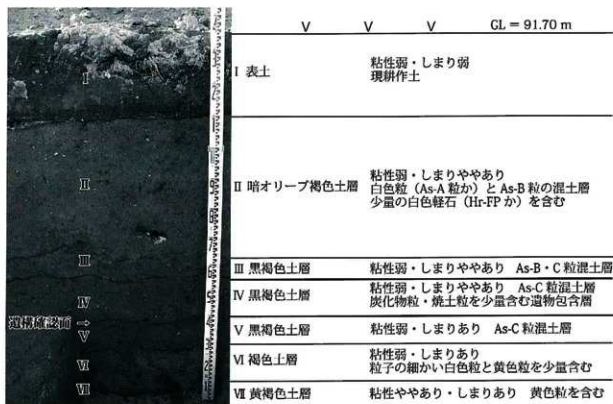 V V V GL = 91.70 m
I
I 表土 粘性弱・しまり弱
現耕作土
II
II 暗オリーブ褐色土層 粘性弱・しまりややあり
白色粒（As-A 粒か）と As-B 粒の混土層
少量の白色軽石（Hr-FP か）を含む
III
III 黒褐色土層 粘性弱・しまりややあり As-B・C 粒混土層
IV
IV 黒褐色土層 粘性弱・しまりややあり As-C 粒混土層
炭化物粒・焼土粒を少量含む遺物包含層
遺構確認面 →
V
V 黒褐色土層 粘性弱・しまりあり As-C 粒混土層
VI
VI 褐色土層 粘性弱・しまりあり
粒子の細かい白色粒と黄色粒を少量含む
VII
VII 黄褐色土層 粘性ややあり・しまりあり 黄色粒を含む